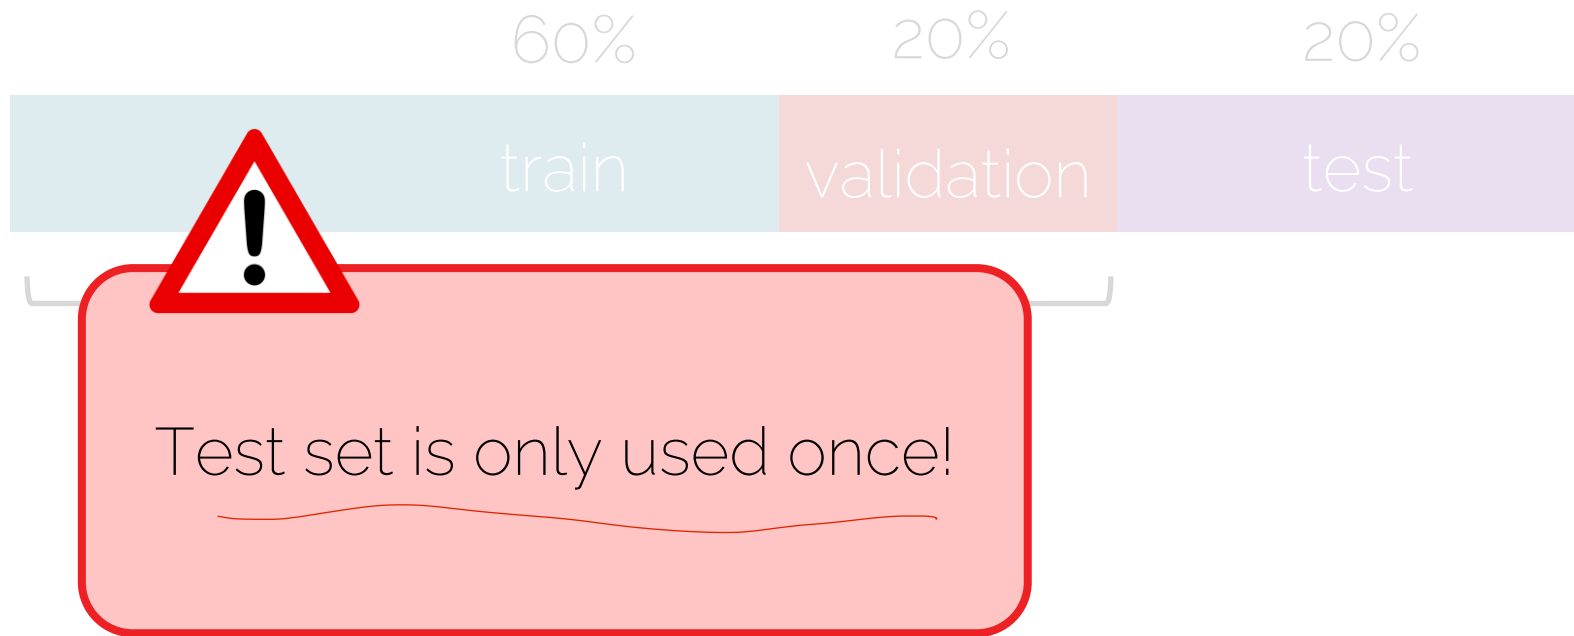 60% 20% 20%
train validation test
Test set is only used once!